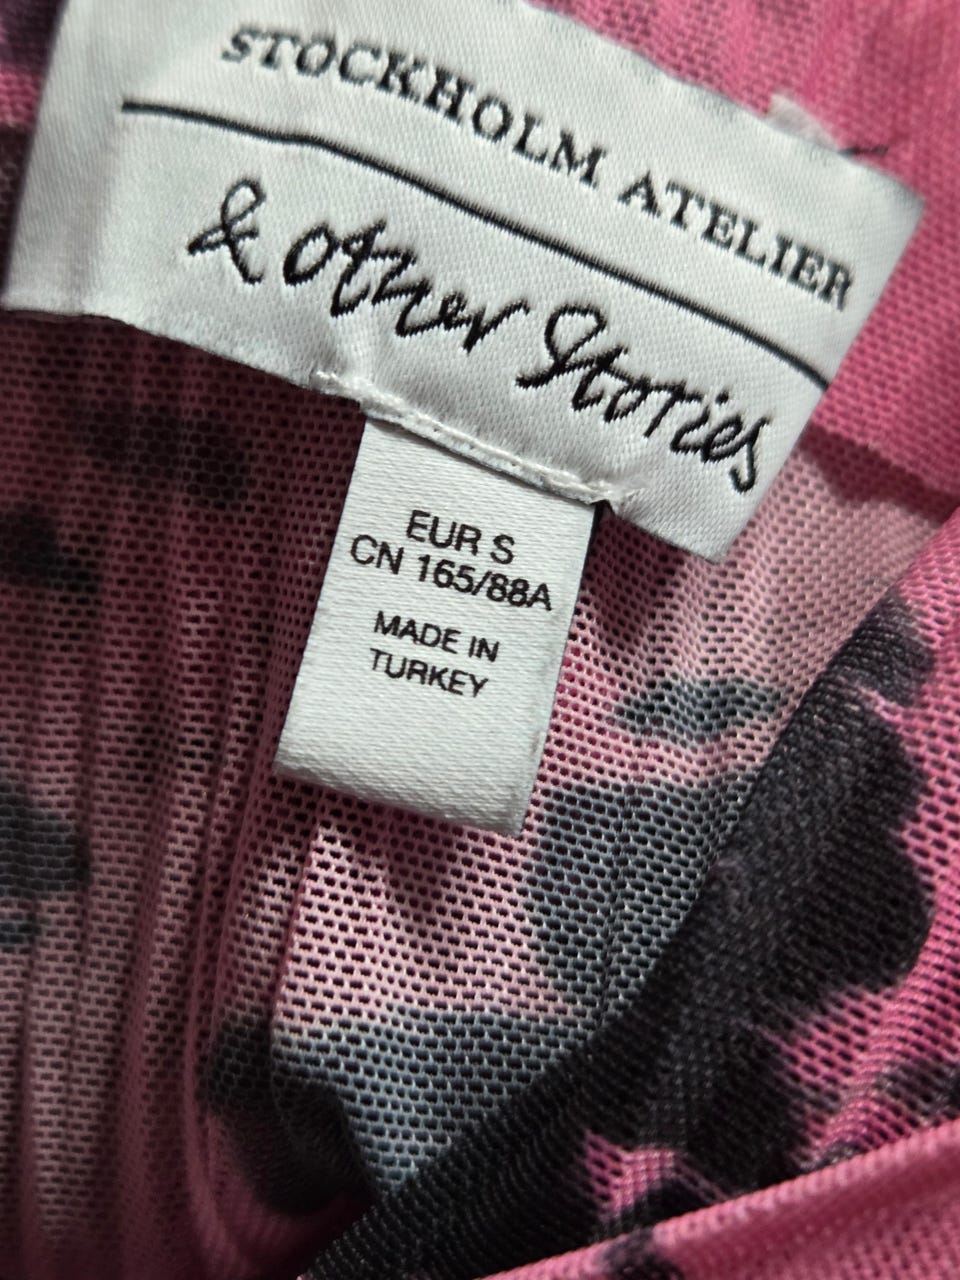 STOCKHOLM ATELIER
& Other Stories
EUR S
CN 165/88A
MADE IN
TURKEY